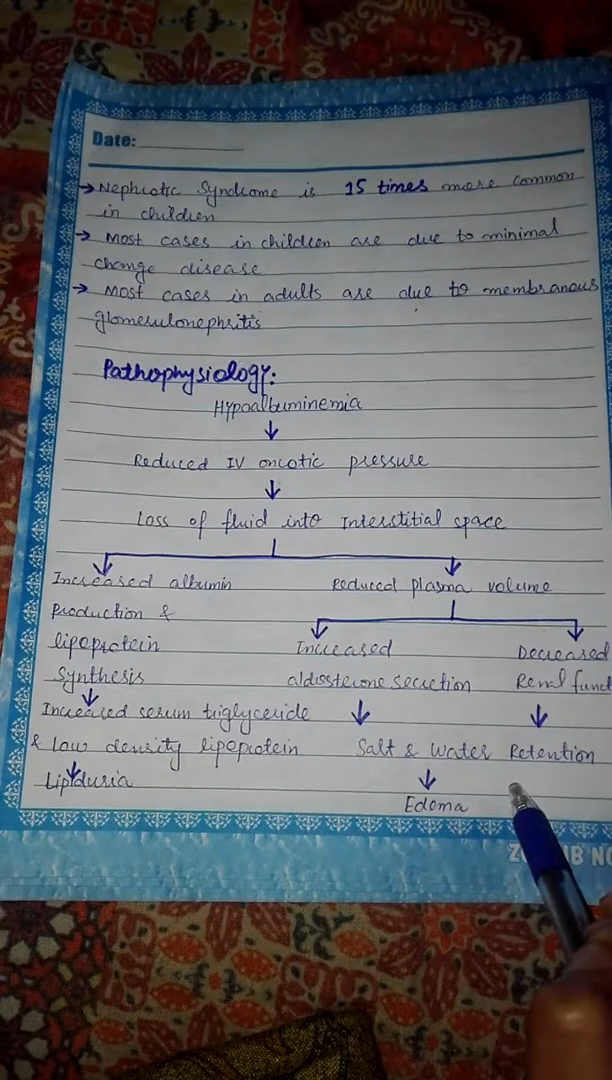 Date:
→ Nephrotic Syndrome is 15 times more common
in children
→ Most cases in children are due to minimal
change disease
→ Most cases in adults are due to membranous
glomerulonephritis
Pathophysiology:
Hypoalbuminemia
↓
Reduced IV oncotic pressure
↓
Loss of fluid into Interstitial space
Increased albumin
production &
lipoprotein
Synthesis
↓
Increased serum triglyceride
& low density lipoprotein
↓
Lipiduria
Reduced plasma volume
Increased
aldosterone secretion
↓
Decreased
Renal funct
↓
Salt & Water Retention
↓
Edema